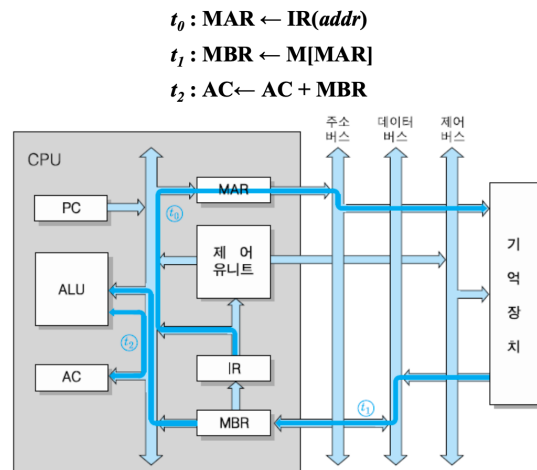 t₀ : MAR ← IR(addr)
t₁ : MBR ← M[MAR]
t₂ : AC← AC + MBR
주소
버스
데이터
버스
제어
버스
CPU
MAR
PC
t₀
제 어
유니트
기
억
장
치
ALU
t₂
AC
IR
MBR
t₁